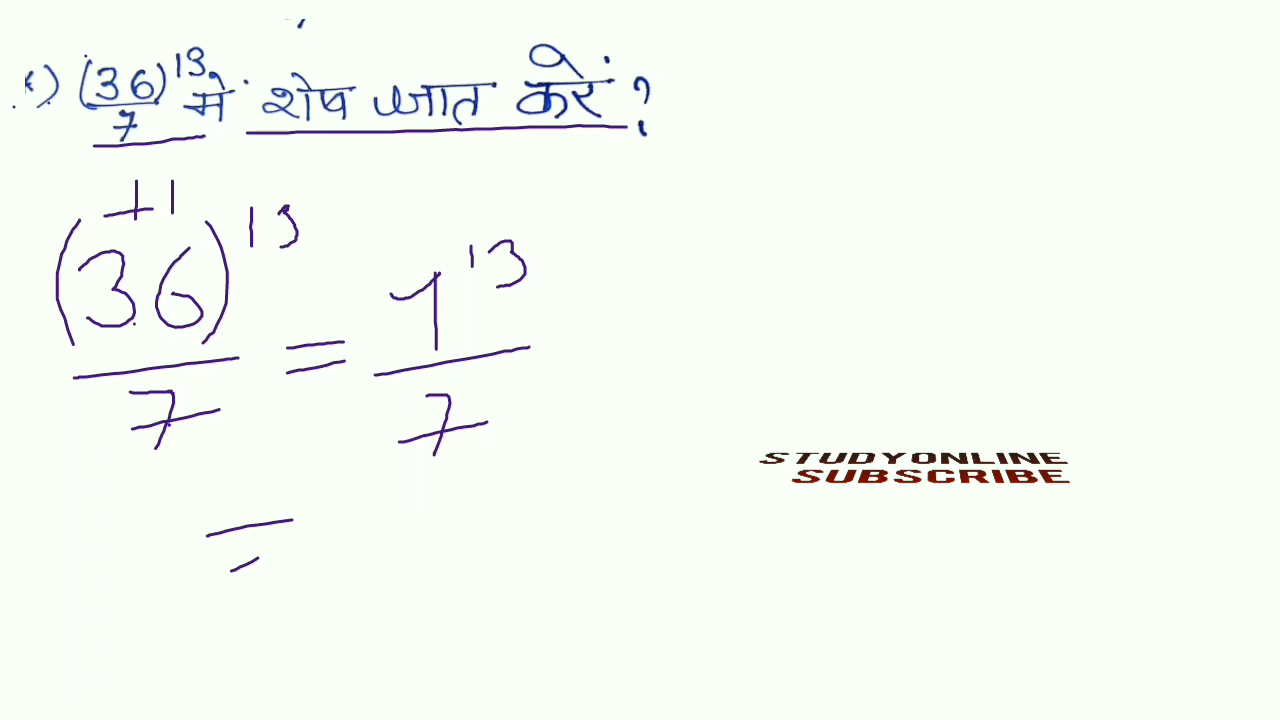 *) (36)^13/7 मे शेष ज्ञात करें ?
+1
(36)^13/7 = 1^13/7
=
STUDYONLINE
SUBSCRIBE